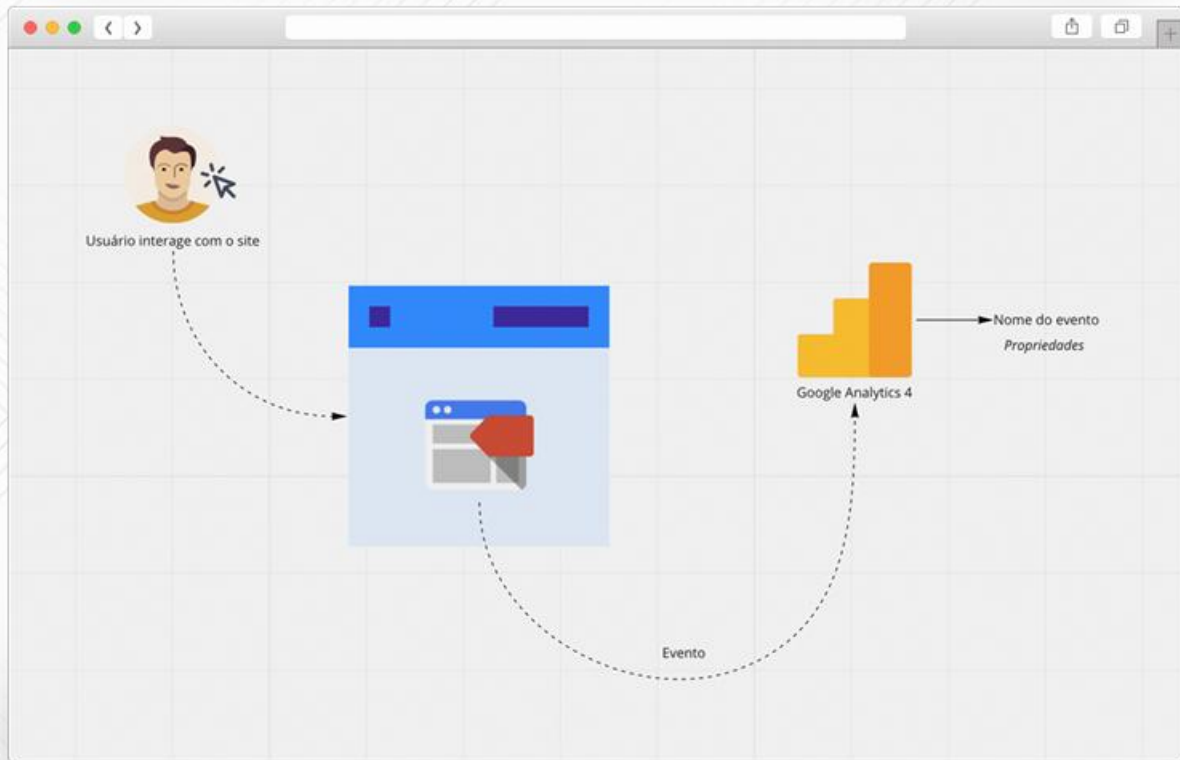 Usuário interage com o site
Nome do evento
Propriedades
Google Analytics 4
Evento